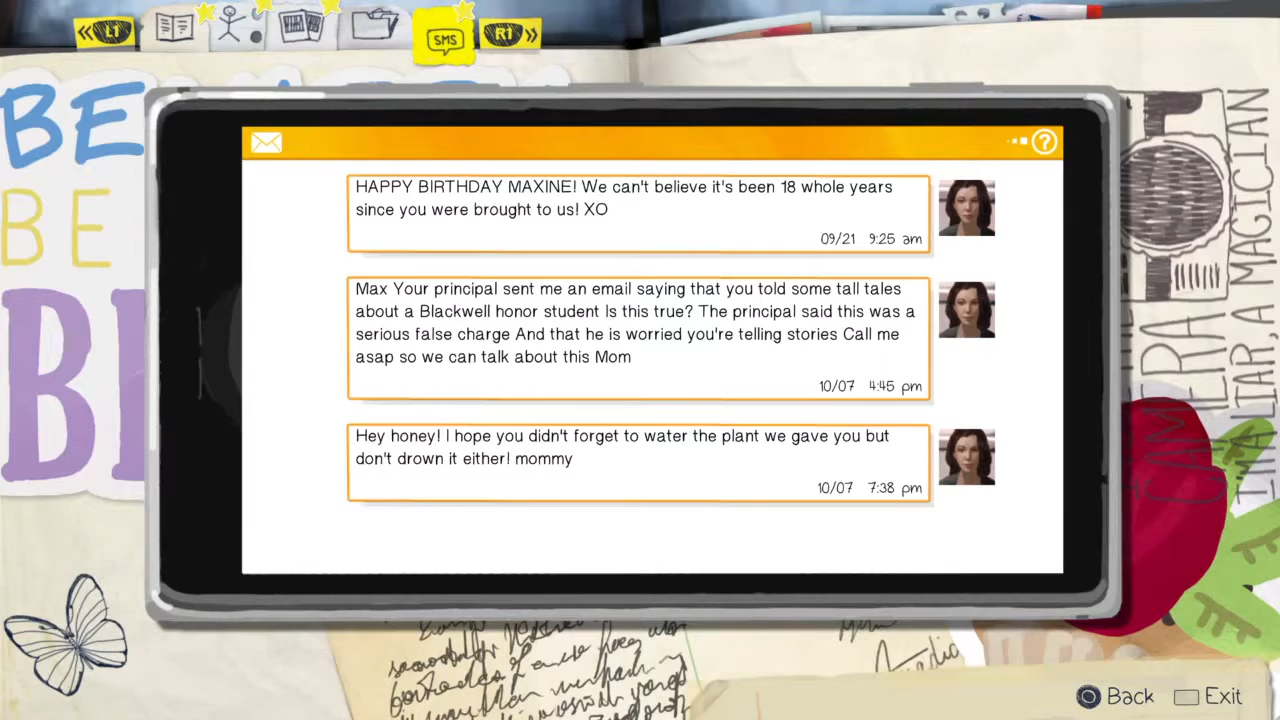 L1
SMS
R1
BE
BE
HAPPY BIRTHDAY MAXINE! We can't believe it's been 18 whole years
since you were brought to us! XO
09/21 9:25 am
Max Your principal sent me an email saying that you told some tall tales
about a Blackwell honor student Is this true? The principal said this was a
serious false charge And that he is worried you're telling stories Call me
asap so we can talk about this Mom
10/07 4:45 pm
Hey honey! I hope you didn't forget to water the plant we gave you but
don't drown it either! mommy
10/07 7:38 pm
CAMERA
LIAR, A MAGICIAN
Back
Exit